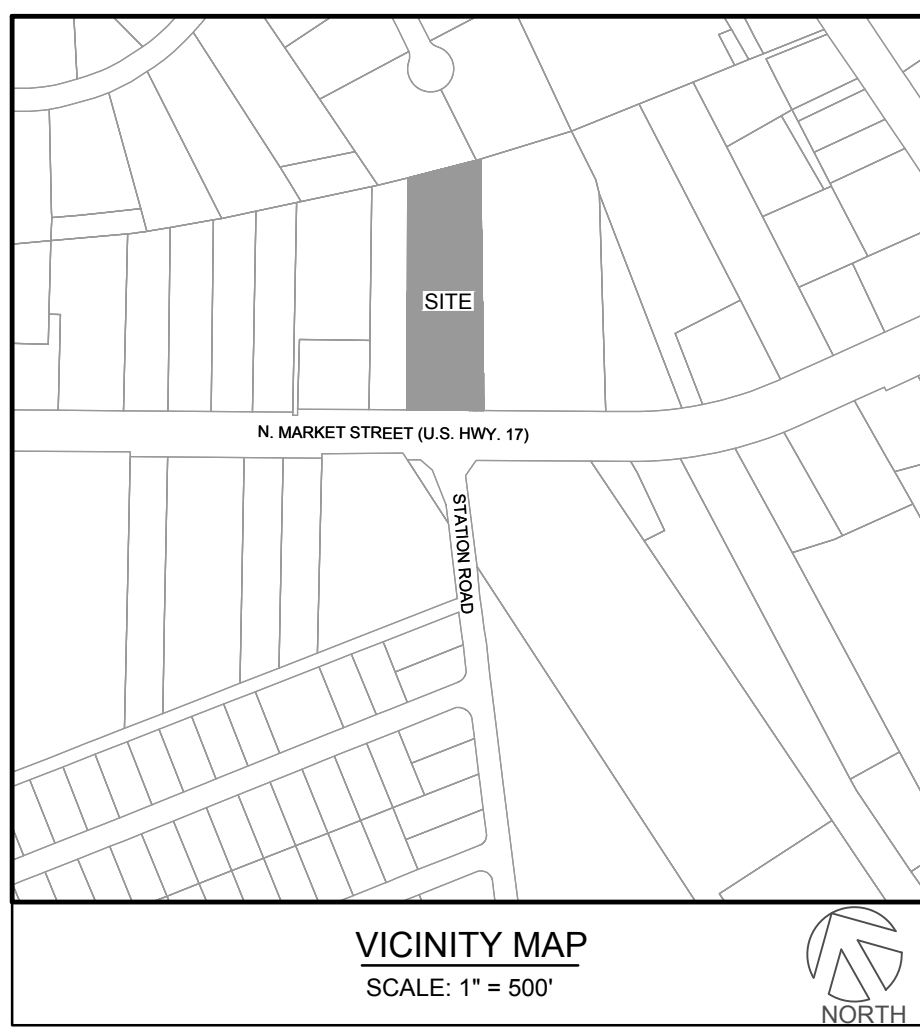 SITE
N. MARKET STREET (U.S. HWY. 17)
STATION ROAD
VICINITY MAP
SCALE: 1" = 500'
NORTH